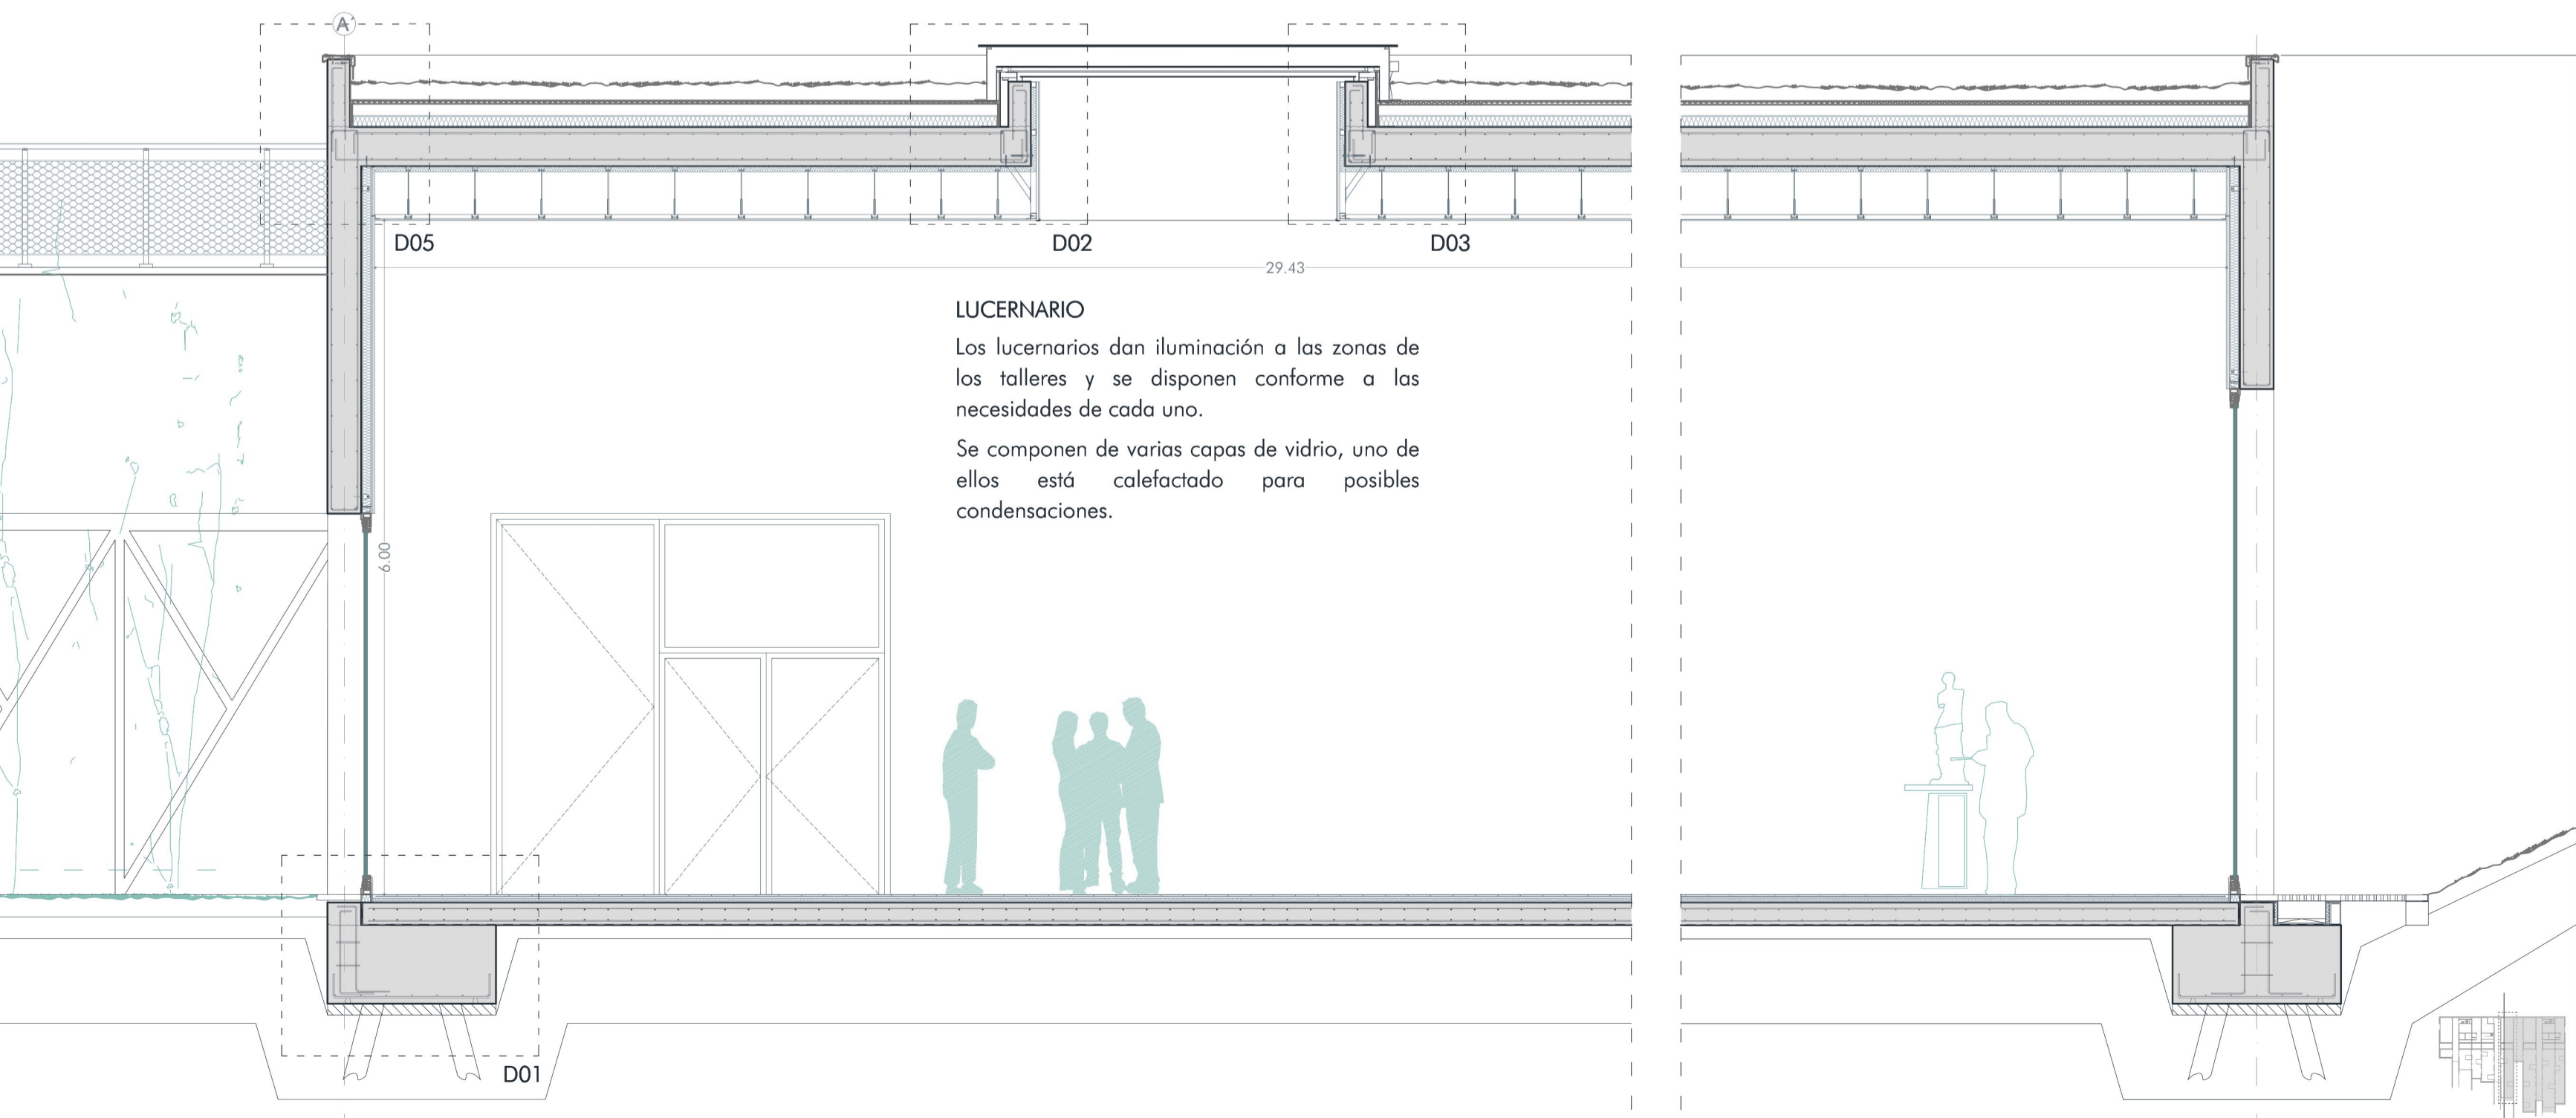 A'
D05
D02
D03
29.43
LUCERNARIO
Los lucernarios dan iluminación a las zonas de
los talleres y se disponen conforme a las
necesidades de cada uno.
Se componen de varias capas de vidrio, uno de
ellos está calefactado para posibles
condensaciones.
6.00
D01